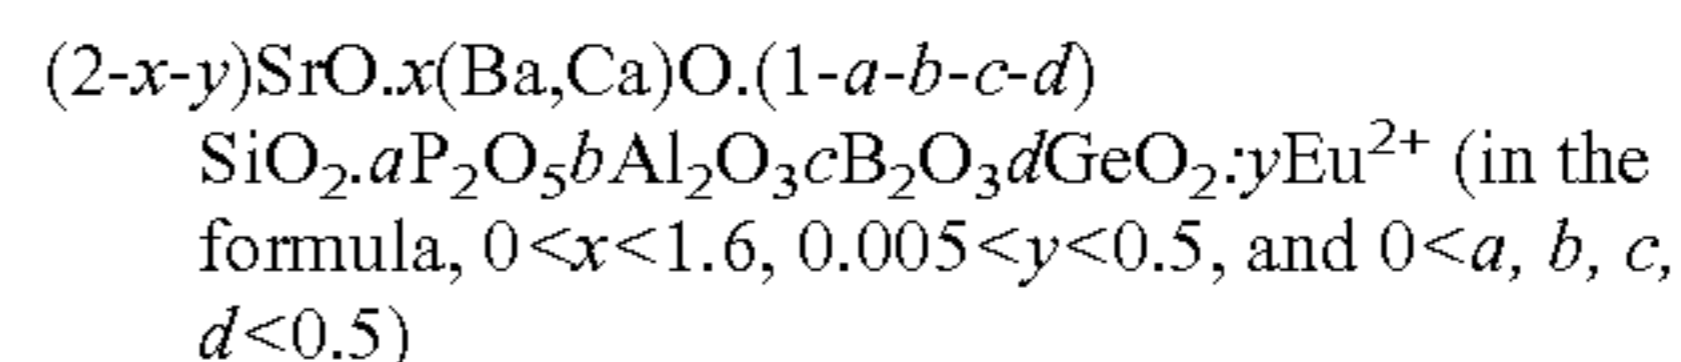 (2-x-y)SrO.x(Ba,Ca)O.(1-a-b-c-d)
SiO₂.aP₂O₅bAl₂O₃cB₂O₃dGeO₂:yEu²⁺ (in the
formula, 0<x<1.6, 0.005<y<0.5, and 0<a, b, c,
d<0.5)